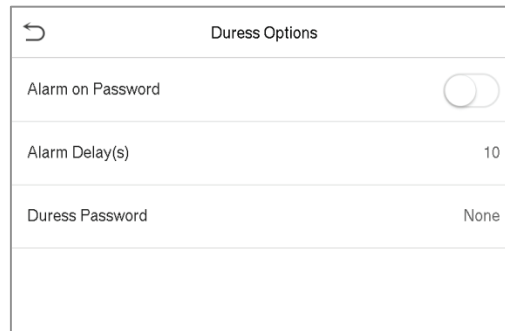 Duress Options
Alarm on Password
Alarm Delay(s) 10
Duress Password None